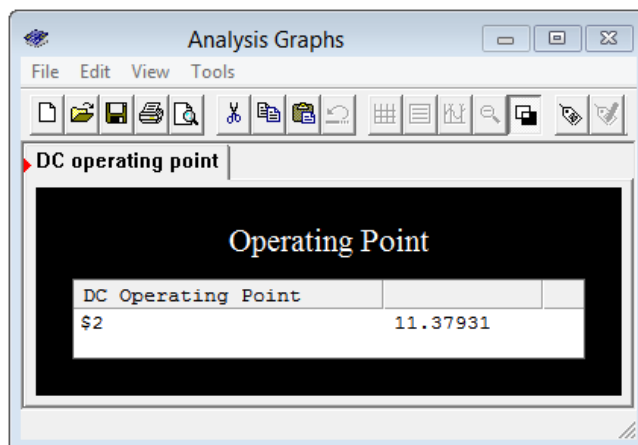 Analysis Graphs
File Edit View Tools
DC operating point
Operating Point
DC Operating Point
$2 11.37931